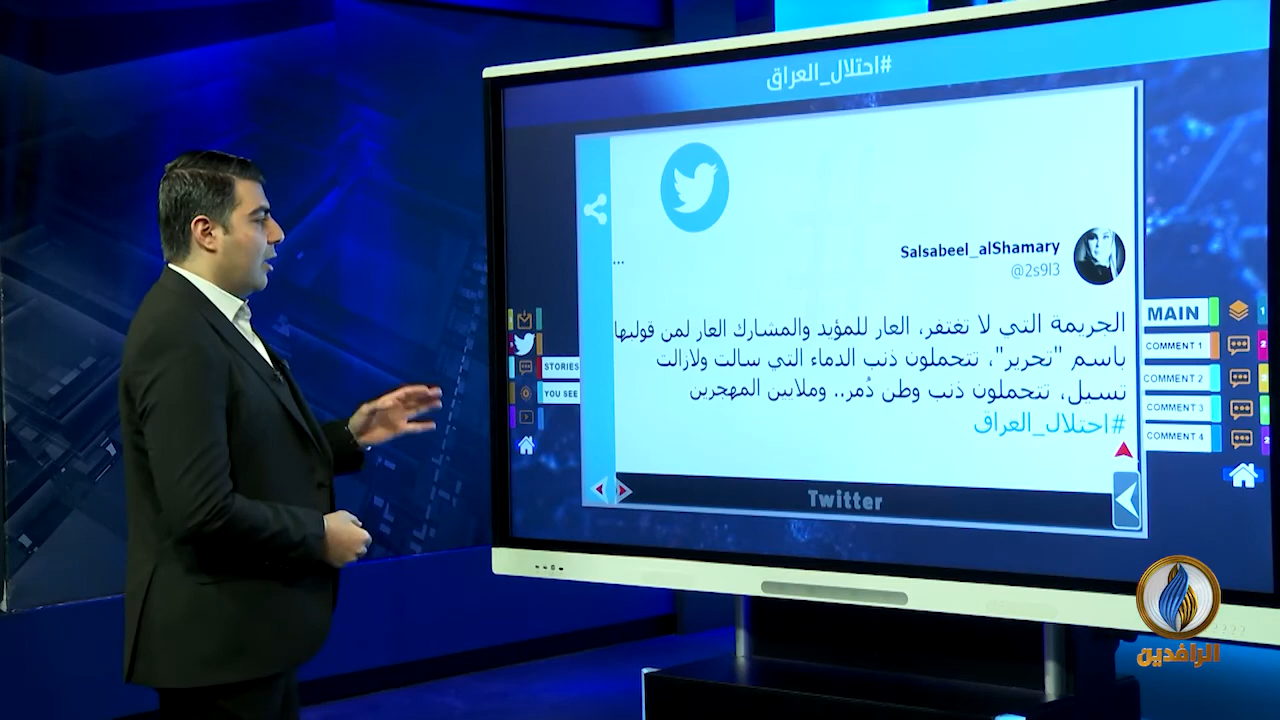 #احتلال_العراق
Salsabeel_alShamary
@2s9l3
...
الجريمة التي لا تغتفر، العار للمؤيد والمشارك العار لمن قولبها
باسم "تحرير"، تتحملون ذنب الدماء التي سالت ولازالت
تسيل، تتحملون ذنب وطن دُمر.. وملايين المهجرين
#احتلال_العراق
Twitter
STORIES
YOU SEE
MAIN
COMMENT 1
COMMENT 2
COMMENT 3
COMMENT 4
الرافدين